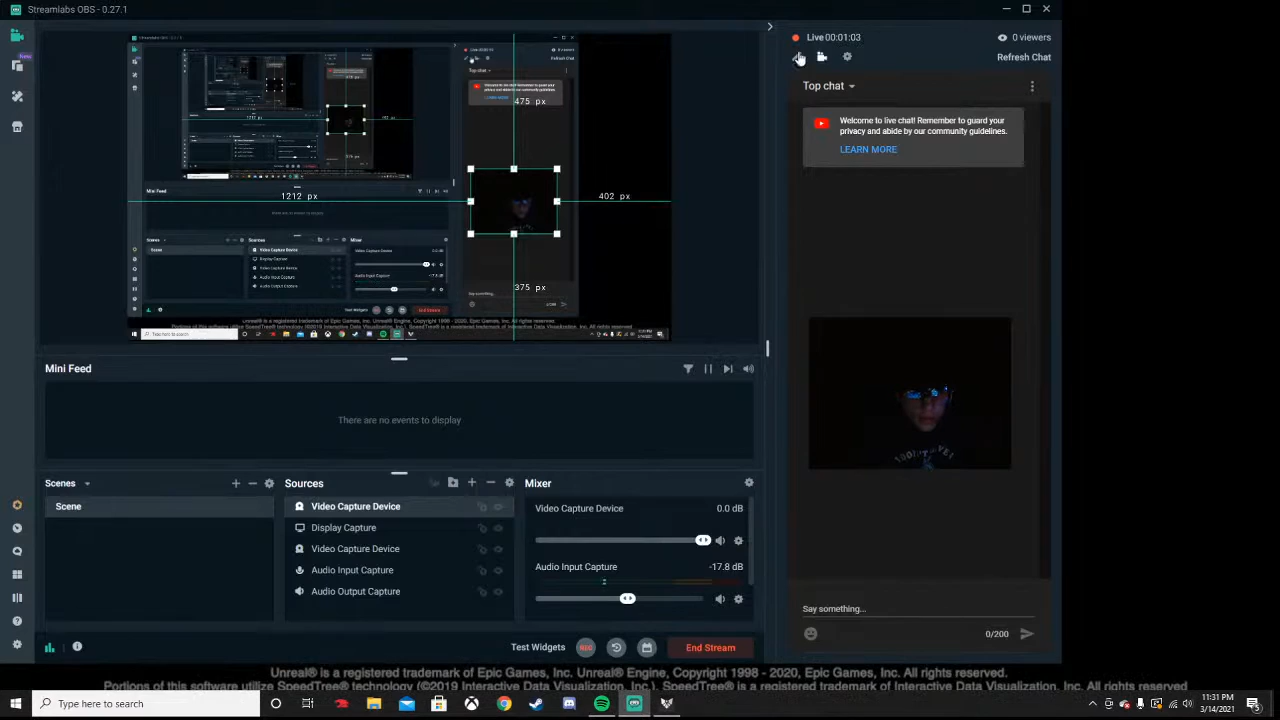 Streamlabs OBS - 0.27.1
Live 00:01:03
0 viewers
Refresh Chat
New
Top chat
Welcome to live chat! Remember to guard your
privacy and abide by our community guidelines.
LEARN MORE
475 px
1212 px
402 px
375 px
Mini Feed
There are no events to display
Scenes
Scene
Sources
Video Capture Device
Display Capture
Video Capture Device
Audio Input Capture
Audio Output Capture
Mixer
Video Capture Device
0.0 dB
Audio Input Capture
-17.8 dB
Say something...
0/200
Test Widgets
REC
End Stream
Unreal® is a registered trademark of Epic Games, Inc. Unreal® Engine, Copyright 1998 - 2020, Epic Games, Inc. All rights reserved.
Portions of this software utilize SpeedTree® technology (©2019 Interactive Data Visualization, Inc.). SpeedTree® is a registered trademark of Interactive Data Visualization, Inc. All rights reserved.
Type here to search
11:31 PM
3/14/2021